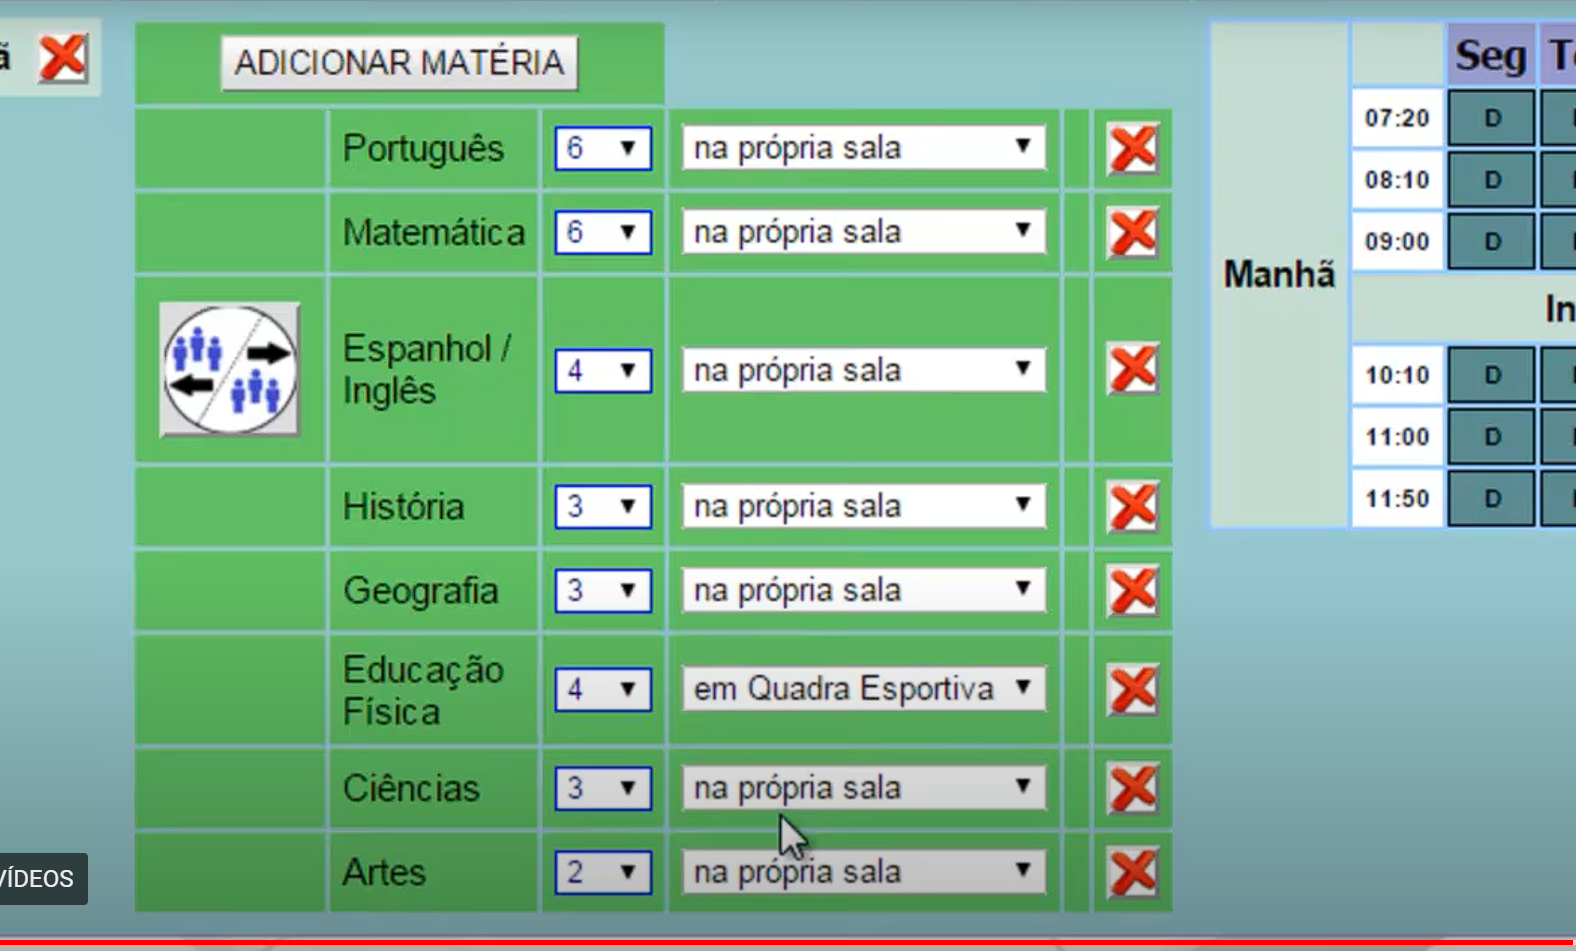 ã
ADICIONAR MATÉRIA
Português 6 na própria sala
Matemática 6 na própria sala
Espanhol /
Inglês
4 na própria sala
História 3 na própria sala
Geografia 3 na própria sala
Educação
Física
4 em Quadra Esportiva
Ciências 3 na própria sala
Artes 2 na própria sala
VÍDEOS
Seg
Manhã
07:20 D
08:10 D
09:00 D
In
10:10 D
11:00 D
11:50 D